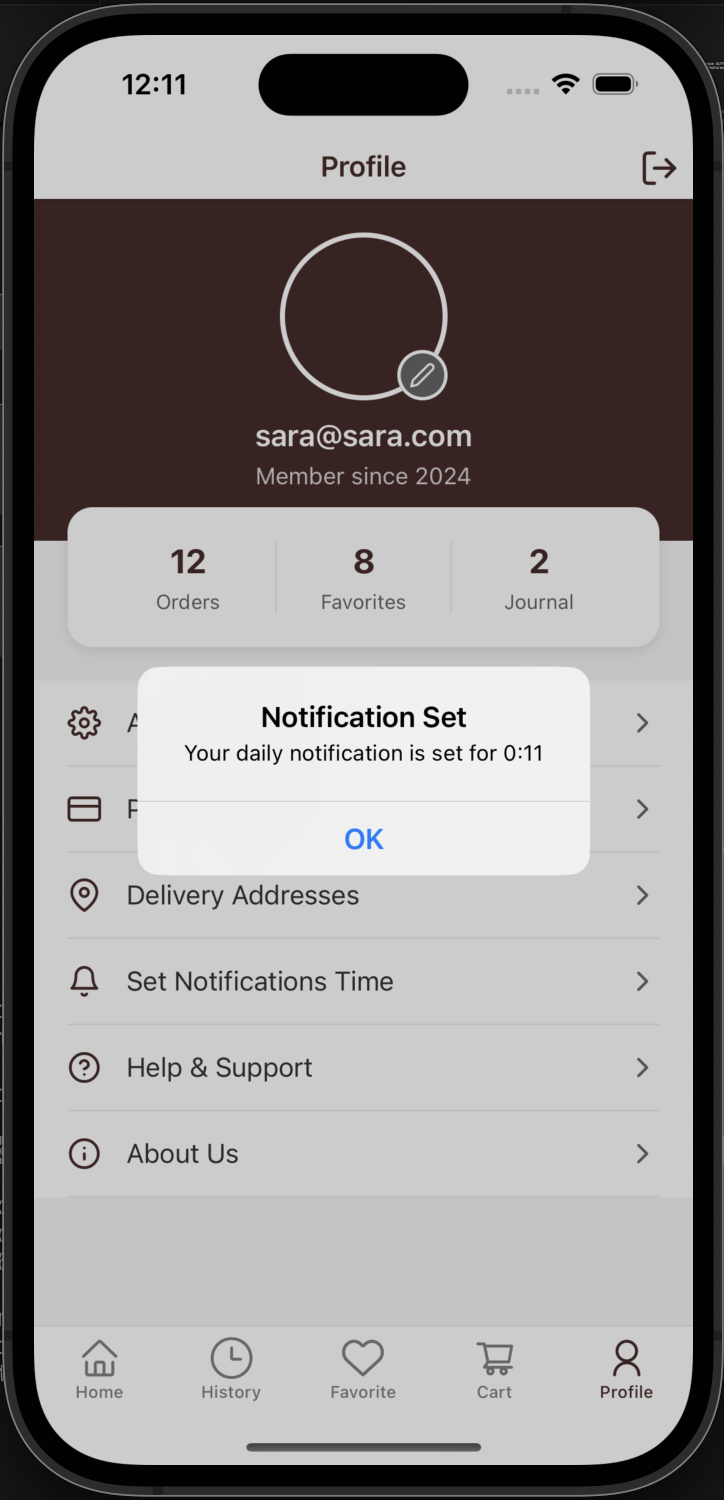 12:11
Profile
sara@sara.com
Member since 2024
12 8 2
Orders Favorites Journal
Notification Set
Your daily notification is set for 0:11
OK
Delivery Addresses
Set Notifications Time
Help & Support
About Us
Home History Favorite Cart Profile